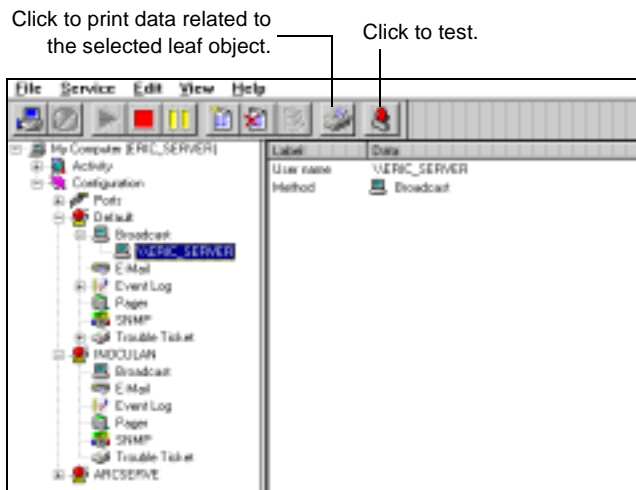 Click to print data related to
the selected leaf object.
Click to test.
File Service Edit View Help
My Computer [ERIC_SERVER]
Activity
Configuration
Ports
Default
Broadcast
\\ERIC_SERVER
E-Mail
Event Log
Pager
SNMP
Trouble Ticket
INOCULAN
Broadcast
E-Mail
Event Log
Pager
SNMP
Trouble Ticket
ARCSERVE
Label Data
User name \\ERIC_SERVER
Method Broadcast